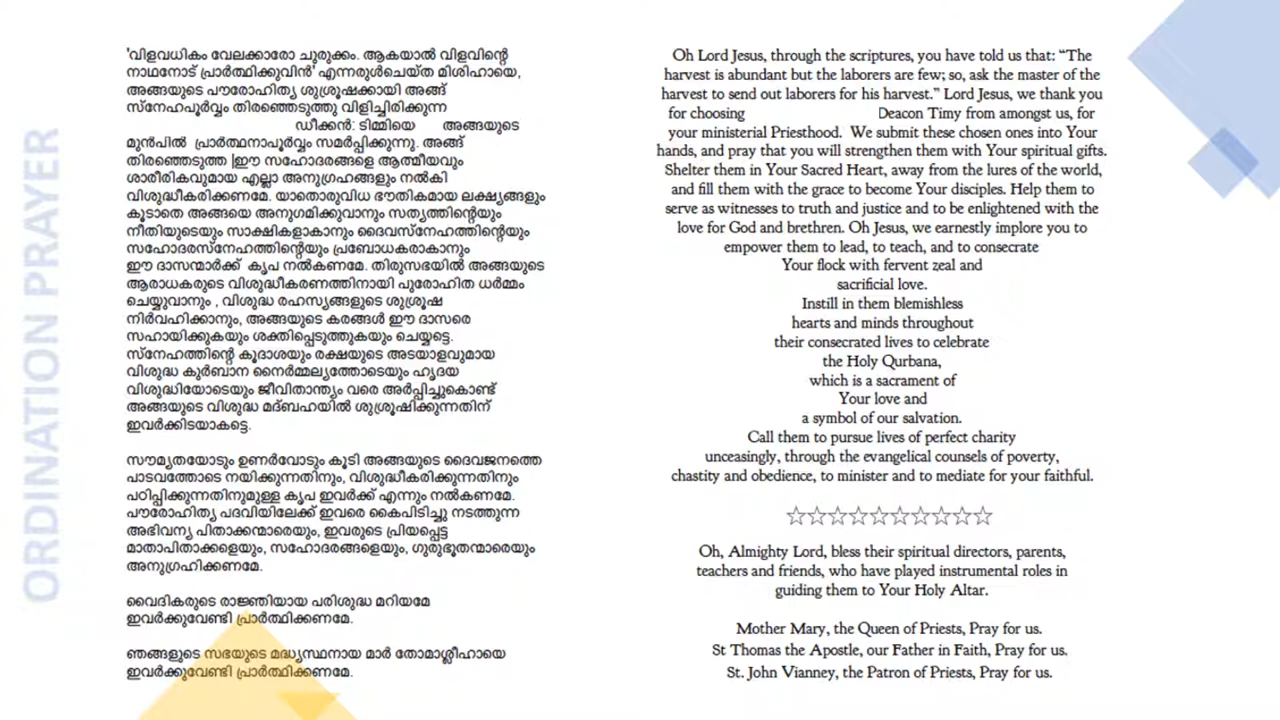 ORDINATION PRAYER
'വിളവധികം വേലക്കാരോ ചുരുക്കം. ആകയാൽ വിളവിന്റെ
നാഥനോട് പ്രാർത്ഥിക്കുവിൻ' എന്നരുൾചെയ്ത മിശിഹായെ,
അങ്ങയുടെ പൗരോഹിത്യ ശുശ്രൂഷക്കായി അങ്ങ്
സ്നേഹപൂർവ്വം തിരഞ്ഞെടുത്തു വിളിച്ചിരിക്കുന്ന
ഡീക്കൻ: ടിമ്മിയെ അങ്ങയുടെ
മുൻപിൽ പ്രാർത്ഥനാപൂർവ്വം സമർപ്പിക്കുന്നു. അങ്ങ്
തിരഞ്ഞെടുത്ത ഈ സഹോദരങ്ങളെ ആത്മീയവും
ശാരീരികവുമായ എല്ലാ അനുഗ്രഹങ്ങളും നൽകി
വിശുദ്ധീകരിക്കണമേ. യാതൊരുവിധ ഭൗതികമായ ലക്ഷ്യങ്ങളും
കൂടാതെ അങ്ങയെ അനുഗമിക്കുവാനും സത്യത്തിന്റെയും
നീതിയുടെയും സാക്ഷികളാകാനും ദൈവസ്നേഹത്തിന്റെയും
സഹോദരസ്നേഹത്തിന്റെയും പ്രബോധകരാകാനും
ഈ ദാസന്മാർക്ക് കൃപ നൽകണമേ. തിരുസഭയിൽ അങ്ങയുടെ
ആരാധകരുടെ വിശുദ്ധീകരണത്തിനായി പുരോഹിത ധർമ്മം
ചെയ്യുവാനും , വിശുദ്ധ രഹസ്യങ്ങളുടെ ശുശ്രൂഷ
നിർവഹിക്കാനും, അങ്ങയുടെ കരങ്ങൾ ഈ ദാസരെ
സഹായിക്കുകയും ശക്തിപ്പെടുത്തുകയും ചെയ്യട്ടെ.
സ്നേഹത്തിന്റെ കൂദാശയും രക്ഷയുടെ അടയാളവുമായ
വിശുദ്ധ കുർബാന നൈർമ്മല്യത്തോടെയും ഹൃദയ
വിശുദ്ധിയോടെയും ജീവിതാന്ത്യം വരെ അർപ്പിച്ചുകൊണ്ട്
അങ്ങയുടെ വിശുദ്ധ മദ്ബഹയിൽ ശുശ്രൂഷിക്കുന്നതിന്
ഇവർക്കിടയാകട്ടെ.
സൗമൃതയോടും ഉണർവോടും കൂടി അങ്ങയുടെ ദൈവജനത്തെ
പാടവത്തോടെ നയിക്കുന്നതിനും, വിശുദ്ധീകരിക്കുന്നതിനും
പഠിപ്പിക്കുന്നതിനുമുള്ള കൃപ ഇവർക്ക് എന്നും നൽകണമേ.
പൗരോഹിത്യ പദവിയിലേക്ക് ഇവരെ കൈപിടിച്ചു നടത്തുന്ന
അഭിവന്യ പിതാക്കന്മാരെയും, ഇവരുടെ പ്രിയപ്പെട്ട
മാതാപിതാക്കളെയും, സഹോദരങ്ങളെയും, ഗുരുഭൂതന്മാരെയും
അനുഗ്രഹിക്കണമേ.
വൈദികരുടെ രാജ്ഞിയായ പരിശുദ്ധ മറിയമേ
ഇവർക്കുവേണ്ടി പ്രാർത്ഥിക്കണമേ.
ഞങ്ങളുടെ സഭയുടെ മദ്ധ്യസ്ഥനായ മാർ തോമാശ്ലീഹായെ
ഇവർക്കുവേണ്ടി പ്രാർത്ഥിക്കണമേ.
Oh Lord Jesus, through the scriptures, you have told us that: “The
harvest is abundant but the laborers are few; so, ask the master of the
harvest to send out laborers for his harvest.” Lord Jesus, we thank you
for choosing Deacon Timy from amongst us, for
your ministerial Priesthood. We submit these chosen ones into Your
hands, and pray that you will strengthen them with Your spiritual gifts.
Shelter them in Your Sacred Heart, away from the lures of the world,
and fill them with the grace to become Your disciples. Help them to
serve as witnesses to truth and justice and to be enlightened with the
love for God and brethren. Oh Jesus, we earnestly implore you to
empower them to lead, to teach, and to consecrate
Your flock with fervent zeal and
sacrificial love.
Instill in them blemishless
hearts and minds throughout
their consecrated lives to celebrate
the Holy Qurbana,
which is a sacrament of
Your love and
a symbol of our salvation.
Call them to pursue lives of perfect charity
unceasingly, through the evangelical counsels of poverty,
chastity and obedience, to minister and to mediate for your faithful.
☆☆☆☆☆☆☆☆☆☆
Oh, Almighty Lord, bless their spiritual directors, parents,
teachers and friends, who have played instrumental roles in
guiding them to Your Holy Altar.
Mother Mary, the Queen of Priests, Pray for us.
St Thomas the Apostle, our Father in Faith, Pray for us.
St. John Vianney, the Patron of Priests, Pray for us.